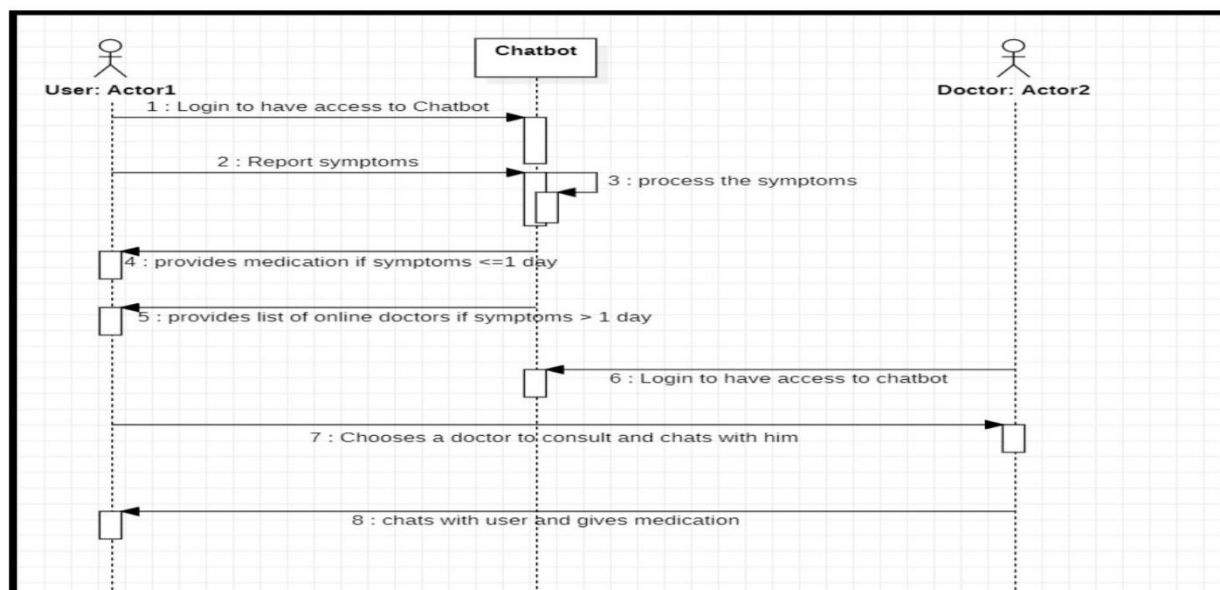 Chatbot
User: Actor1
Doctor: Actor2
1 : Login to have access to Chatbot
2 : Report symptoms
3 : process the symptoms
4 : provides medication if symptoms <=1 day
5 : provides list of online doctors if symptoms > 1 day
6 : Login to have access to chatbot
7 : Chooses a doctor to consult and chats with him
8 : chats with user and gives medication